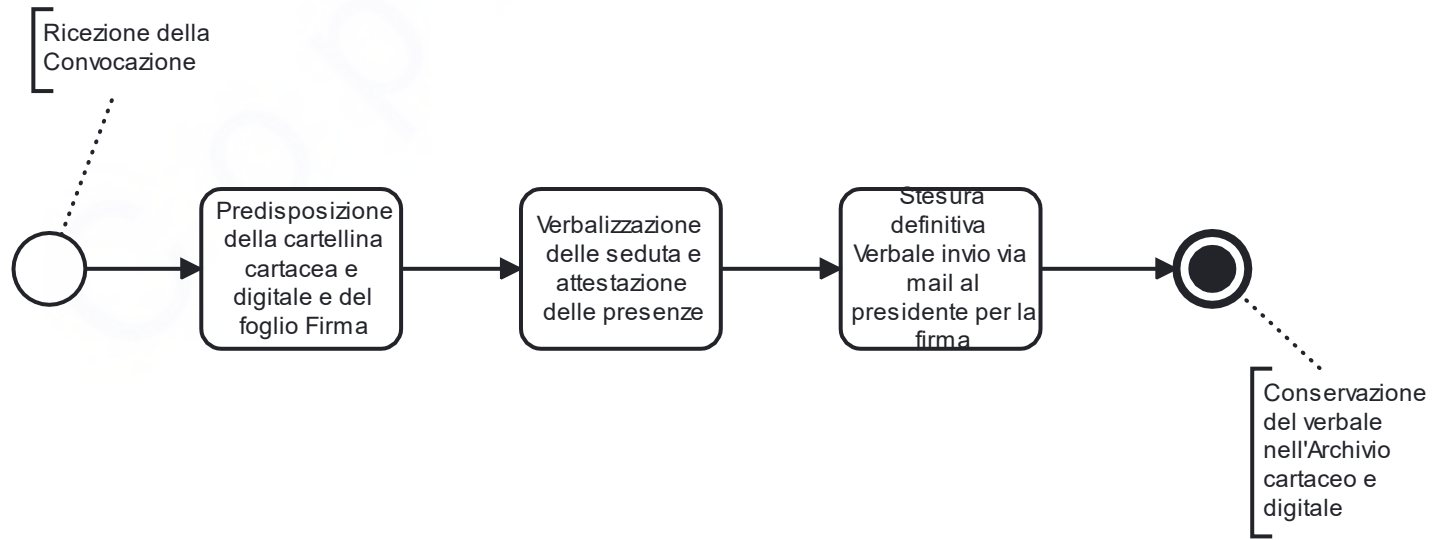 Ricezione della
Convocazione
Predisposizione
della cartellina
cartacea e
digitale e del
foglio Firma
Verbalizzazione
delle seduta e
attestazione
delle presenze
Stesura
definitiva
Verbale invio via
mail al
presidente per la
firma
Conservazione
del verbale
nell'Archivio
cartaceo e
digitale